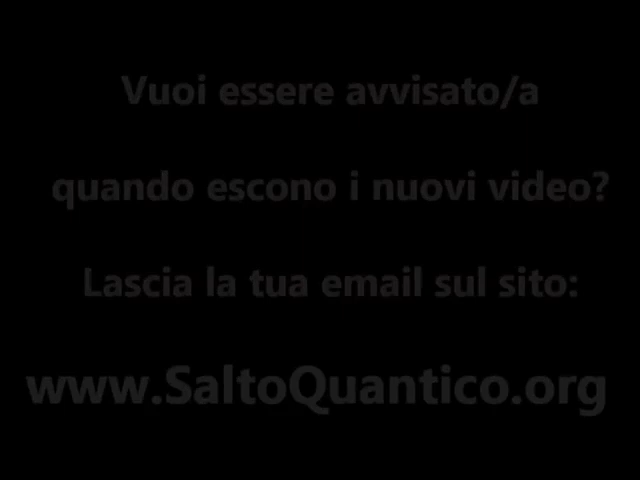 Vuoi essere avvisato/a
quando escono i nuovi video?
Lascia la tua email sul sito:
www.SaltoQuantico.org